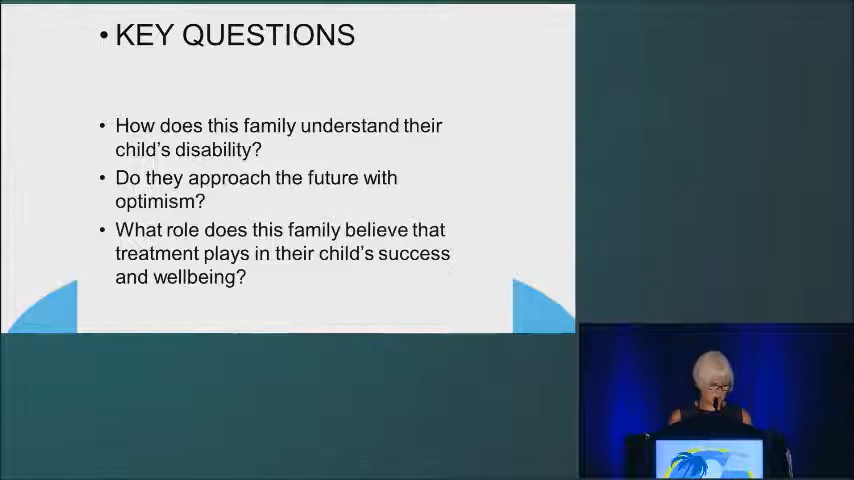 • KEY QUESTIONS
• How does this family understand their
child's disability?
• Do they approach the future with
optimism?
• What role does this family believe that
treatment plays in their child's success
and wellbeing?